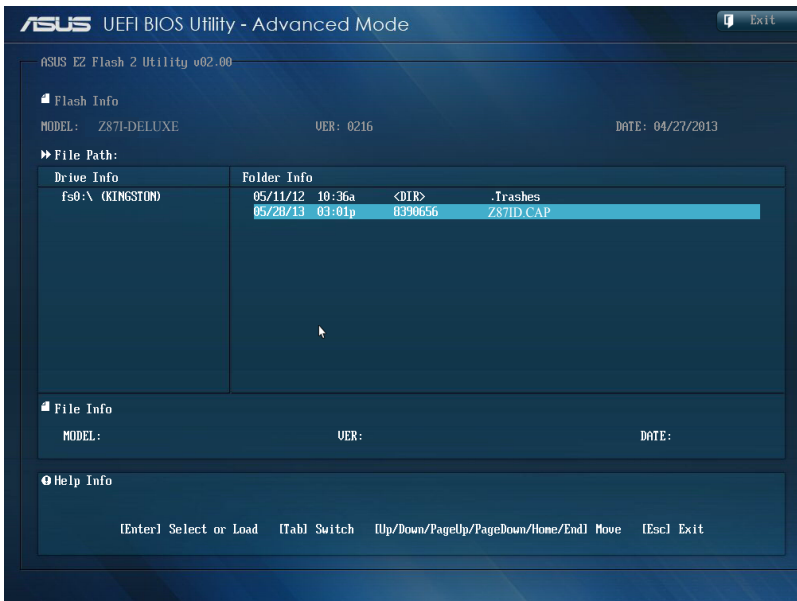 ASUS UEFI BIOS Utility - Advanced Mode
Exit
ASUS EZ Flash 2 Utility v02.00
Flash Info
MODEL: Z87I-DELUXE VER: 0216 DATE: 04/27/2013
File Path:
Drive Info Folder Info
fs0:\ (KINGSTON) 05/11/12 10:36a <DIR> .Trashes
05/28/13 03:01p 8390656 Z87ID.CAP
File Info
MODEL: VER: DATE:
Help Info
[Enter] Select or Load [Tab] Switch [Up/Down/PageUp/PageDown/Home/End] Move [Esc] Exit